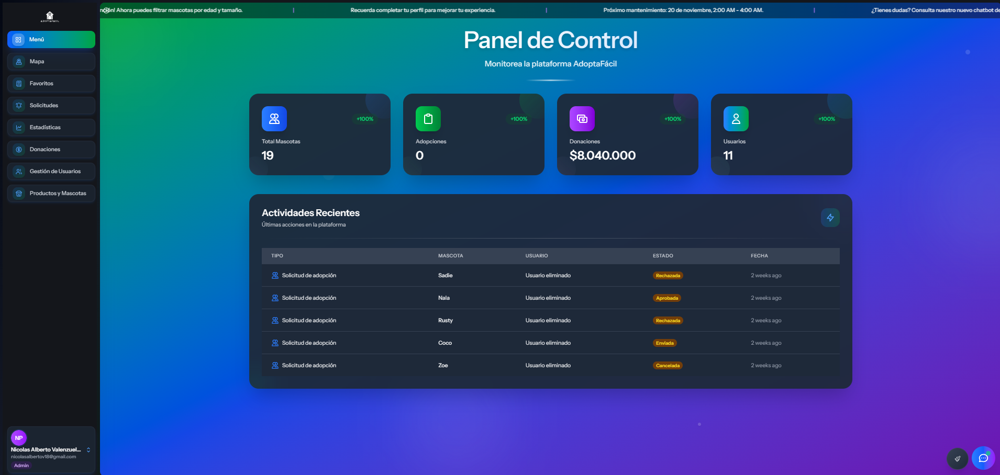 ADOPTAFÁCIL
Menú
Mapa
Favoritos
Solicitudes
Estadísticas
Donaciones
Gestión de Usuarios
Productos y Mascotas
NP
Nicolas Alberto Valenzuel...
nicolasalbertov18@gmail.com
Admin
! Ahora puedes filtrar mascotas por edad y tamaño. | Recuerda completar tu perfil para mejorar tu experiencia. | Próximo mantenimiento: 20 de noviembre, 2:00 AM - 4:00 AM. | ¿Tienes dudas? Consulta nuestro nuevo chatbot de
Panel de Control
Monitorea la plataforma AdoptaFácil
+100%
Total Mascotas
19
+100%
Adopciones
0
+100%
Donaciones
$8.040.000
+100%
Usuarios
11
Actividades Recientes
Últimas acciones en la plataforma
TIPO MASCOTA USUARIO ESTADO FECHA
Solicitud de adopción Sadie Usuario eliminado Rechazada 2 weeks ago
Solicitud de adopción Nala Usuario eliminado Aprobada 2 weeks ago
Solicitud de adopción Rusty Usuario eliminado Rechazada 2 weeks ago
Solicitud de adopción Coco Usuario eliminado Enviada 2 weeks ago
Solicitud de adopción Zoe Usuario eliminado Cancelada 2 weeks ago